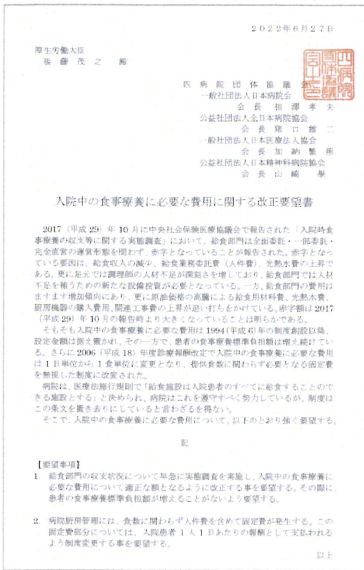 2022年6月27日
厚生労働大臣
後藤茂之 殿
四病院団体協議会
一般社団法人日本病院会
会長 相澤孝夫
公益社団法人全日本病院協会
会長 猪口雄二
一般社団法人日本医療法人協会
会長 加納繁照
公益社団法人日本精神科病院協会
会長 山崎學
入院中の食事療養に必要な費用に関する改正要望書
2017(平成29)年10月に中央社会保険医療協議会で報告された「入院時食
事療養の収支等に関する実態調査」において、給食部門は全面委託・一部委託・
完全直営の運営形態を問わず、赤字となっていることが報告された。赤字となっ
ている要因は、給食収入の減少、給食業務委託費(人件費)、光熱水費の上昇であ
る。更に足元では調理師の人材不足が深刻さを増しており、給食部門では人材
不足を補うための新たな設備投資が必要となっている。一方、給食部門の費用は
ますます増加傾向にあり、更に原油価格の高騰による給食用材料費、光熱水費、
厨房機器の購入費用、関連工事費の上昇が追い打ちをかけている。赤字額は2017
(平成29)年10月の報告時より大きくなっていることは明らかである。
そもそも入院中の食事療養に必要な費用は1994(平成6)年の制度創設以降、
設定金額は据え置かれ、その一方で、患者の食事療養標準負担額は増え続けてい
る。さらに2006(平成18)年度診療報酬改定で入院中の食事療養に必要な費用
は1日単位から1食単位に変更となり、提供食数に関わらず必要となる固定費
を無視した制度に改変された。
病院は、医療法施行規則で「給食施設は入院患者のすべてに給食することので
きる施設とする」と決められ、病院はこれを遵守すべく努力しているが、制度は
この条文を置き去りにしていると言わざるを得ない。
そこで、入院中の食事療養に必要な費用について、以下のとおり強く要望する。
記
【要望事項】
1. 給食部門の収支状況について早急に実態調査を実施し、入院中の食事療養に
必要な費用について適正な額となるように改正する事を要望する。その際に、
患者の食事療養標準負担額が増えることがないよう要望する。
2. 病院厨房管理には、食数に関わらず人件費を含めて固定費が発生する。この
固定費部分については、入院患者1人1日あたりの報酬として支払われる
よう制度変更する事を要望する。
以上